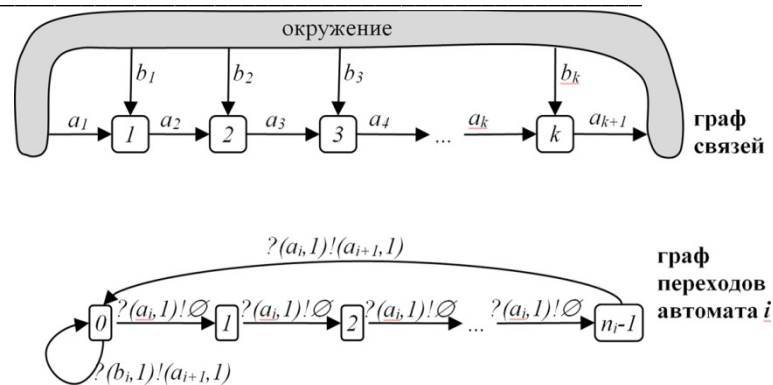 окружение
b₁ b₂ b₃ bₖ
a₁ 1 a₂ 2 a₃ 3 a₄ ... aₖ k aₖ₊₁
граф
связей
?(aᵢ,1)!(aᵢ₊₁,1)
граф
переходов
автомата i
0 ?(aᵢ,1)!∅ 1 ?(aᵢ,1)!∅ 2 ?(aᵢ,1)!∅ ... ?(aᵢ,1)!∅ nᵢ-1
?(bᵢ,1)!(aᵢ₊₁,1)